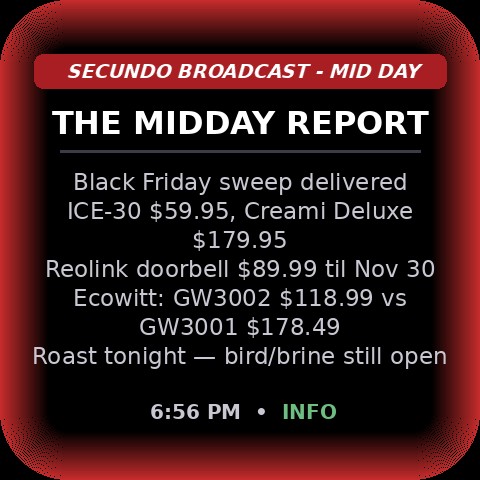 SECUNDO BROADCAST - MID DAY
THE MIDDAY REPORT
Black Friday sweep delivered
ICE-30 $59.95, Creami Deluxe
$179.95
Reolink doorbell $89.99 til Nov 30
Ecowitt: GW3002 $118.99 vs
GW3001 $178.49
Roast tonight — bird/brine still open
6:56 PM • INFO